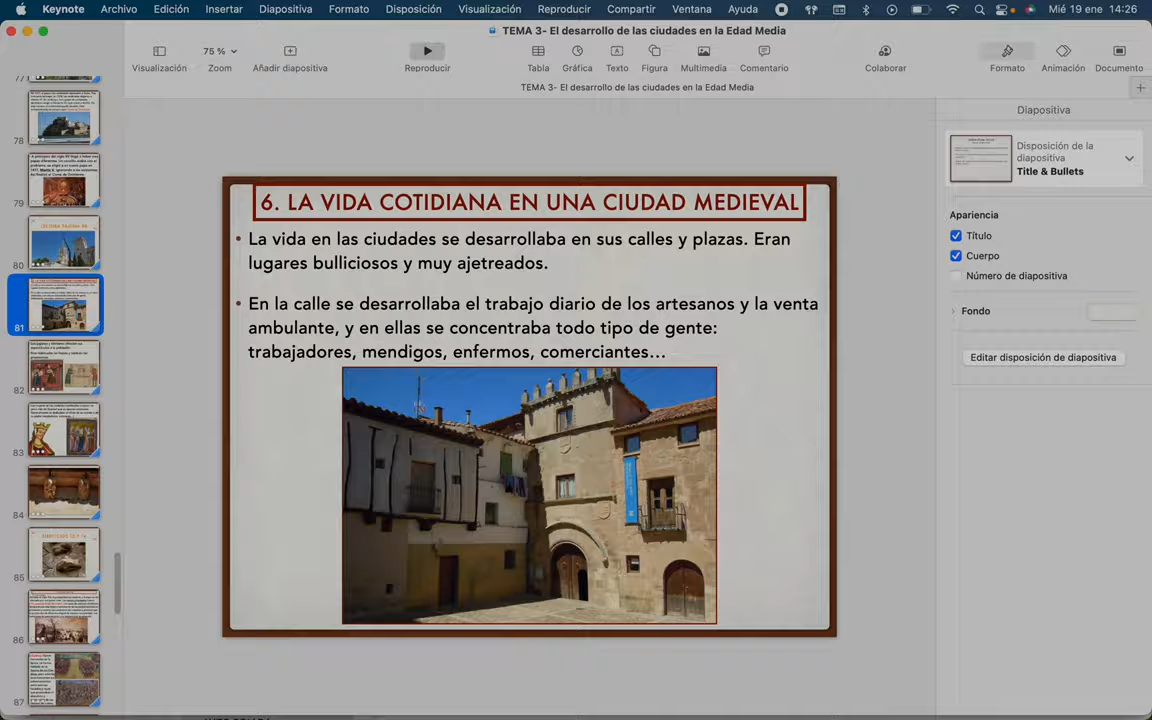 Keynote Archivo Edición Insertar Diapositiva Formato Disposición Visualización Reproducir Compartir Ventana Ayuda Mié 19 ene 14:26
TEMA 3- El desarrollo de las ciudades en la Edad Media
75 %
Visualización Zoom Añadir diapositiva Reproducir Tabla Gráfica Texto Figura Multimedia Comentario Colaborar Formato Animación Documento
TEMA 3- El desarrollo de las ciudades en la Edad Media
77
78
79
80
81
82
83
84
85
86
87
6. LA VIDA COTIDIANA EN UNA CIUDAD MEDIEVAL
• La vida en las ciudades se desarrollaba en sus calles y plazas. Eran
lugares bulliciosos y muy ajetreados.
• En la calle se desarrollaba el trabajo diario de los artesanos y la venta
ambulante, y en ellas se concentraba todo tipo de gente:
trabajadores, mendigos, enfermos, comerciantes...
Diapositiva
Disposición de la
diapositiva
Title & Bullets
Apariencia
Título
Cuerpo
Número de diapositiva
Fondo
Editar disposición de diapositiva